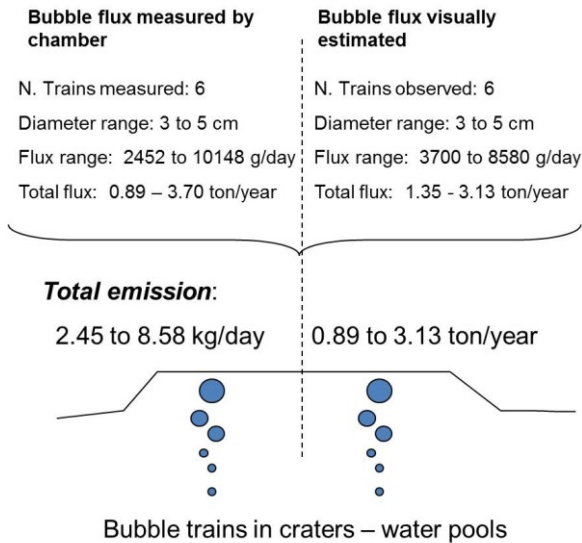 Bubble flux measured by
chamber
N. Trains measured: 6
Diameter range: 3 to 5 cm
Flux range: 2452 to 10148 g/day
Total flux: 0.89 – 3.70 ton/year
Bubble flux visually
estimated
N. Trains observed: 6
Diameter range: 3 to 5 cm
Flux range: 3700 to 8580 g/day
Total flux: 1.35 - 3.13 ton/year
Total emission:
2.45 to 8.58 kg/day
0.89 to 3.13 ton/year
Bubble trains in craters – water pools